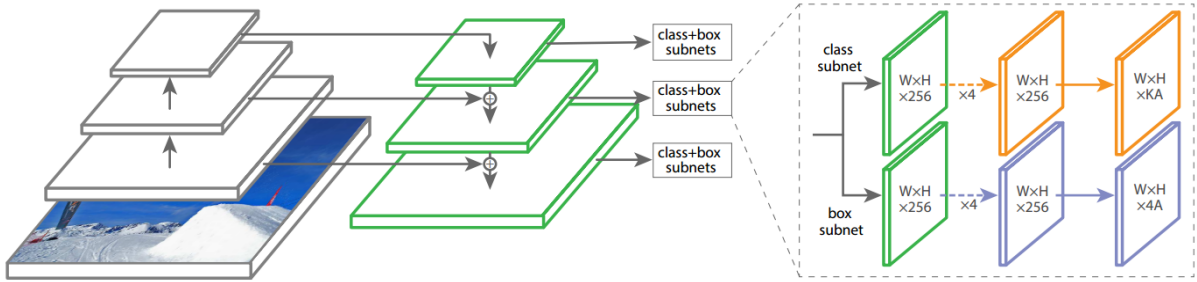 class+box
subnets
class+box
subnets
class+box
subnets
class
subnet
W×H
×256
×4
W×H
×256
W×H
×KA
box
subnet
W×H
×256
×4
W×H
×256
W×H
×4A